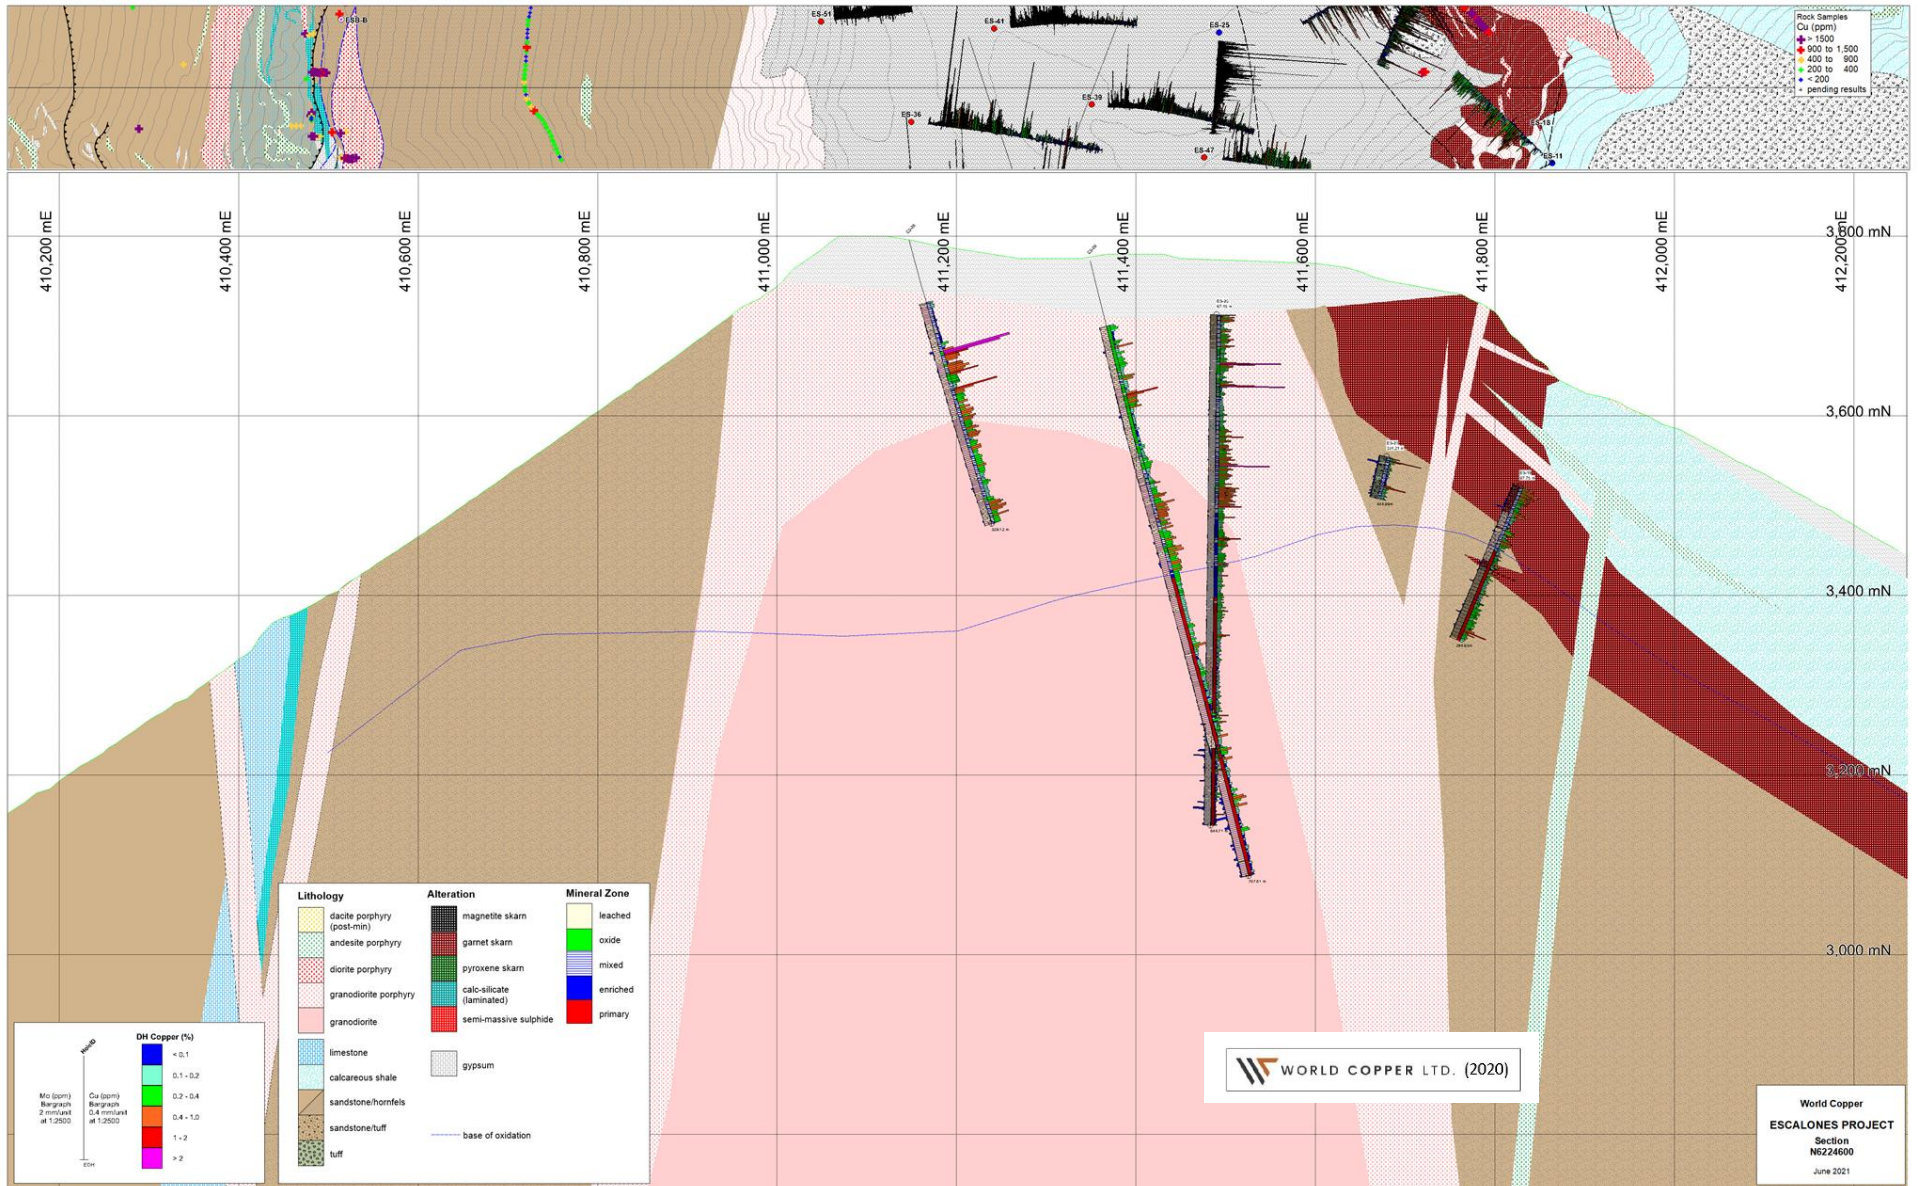 ESB-B
ES-51
ES-41
ES-25
ES-36
ES-39
ES-47
ES-18
ES-11
Rock Samples
Cu (ppm)
> 1500
900 to 1,500
400 to 900
200 to 400
< 200
pending results
410,200 mE
410,400 mE
410,600 mE
410,800 mE
411,000 mE
411,200 mE
411,400 mE
411,600 mE
411,800 mE
412,000 mE
412,200 mE
3,800 mN
3,600 mN
3,400 mN
3,200 mN
3,000 mN
Lithology
dacite porphyry
(post-min)
andesite porphyry
diorite porphyry
granodiorite porphyry
granodiorite
limestone
calcareous shale
sandstone/hornfels
sandstone/tuff
tuff
Alteration
magnetite skarn
garnet skarn
pyroxene skarn
calc-silicate
(laminated)
semi-massive sulphide
gypsum
base of oxidation
Mineral Zone
leached
oxide
mixed
enriched
primary
HoleID
Mo (ppm)
Bargraph
2 mm/unit
at 1:2500
Cu (ppm)
Bargraph
0.4 mm/unit
at 1:2500
EOH
DH Copper (%)
< 0.1
0.1 - 0.2
0.2 - 0.4
0.4 - 1.0
1 - 2
> 2
WORLD COPPER LTD. (2020)
World Copper
ESCALONES PROJECT
Section
N6224600
June 2021